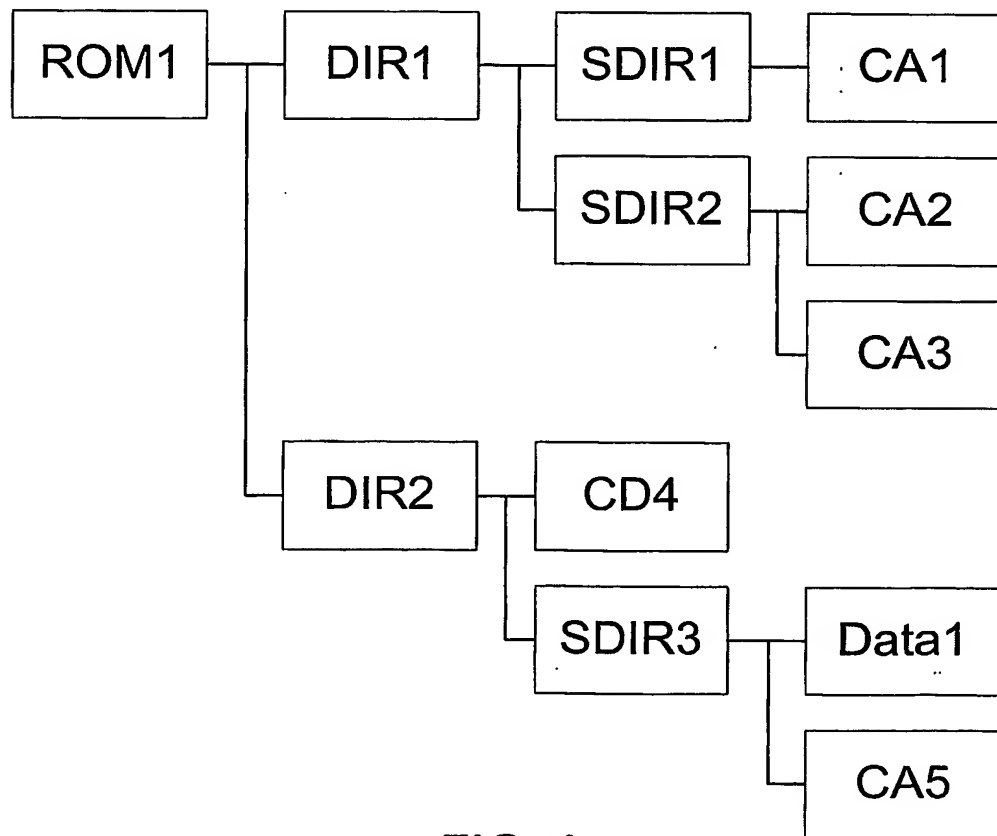 ROM1 DIR1 SDIR1 CA1
SDIR2 CA2
CA3
DIR2 CD4
SDIR3 Data1
CA5